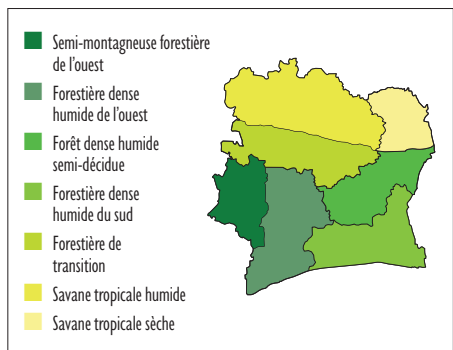 Semi-montagneuse forestière
de l'ouest
Forestière dense
humide de l'ouest
Forêt dense humide
semi-décidue
Forestière dense
humide du sud
Forestière de
transition
Savane tropicale humide
Savane tropicale sèche